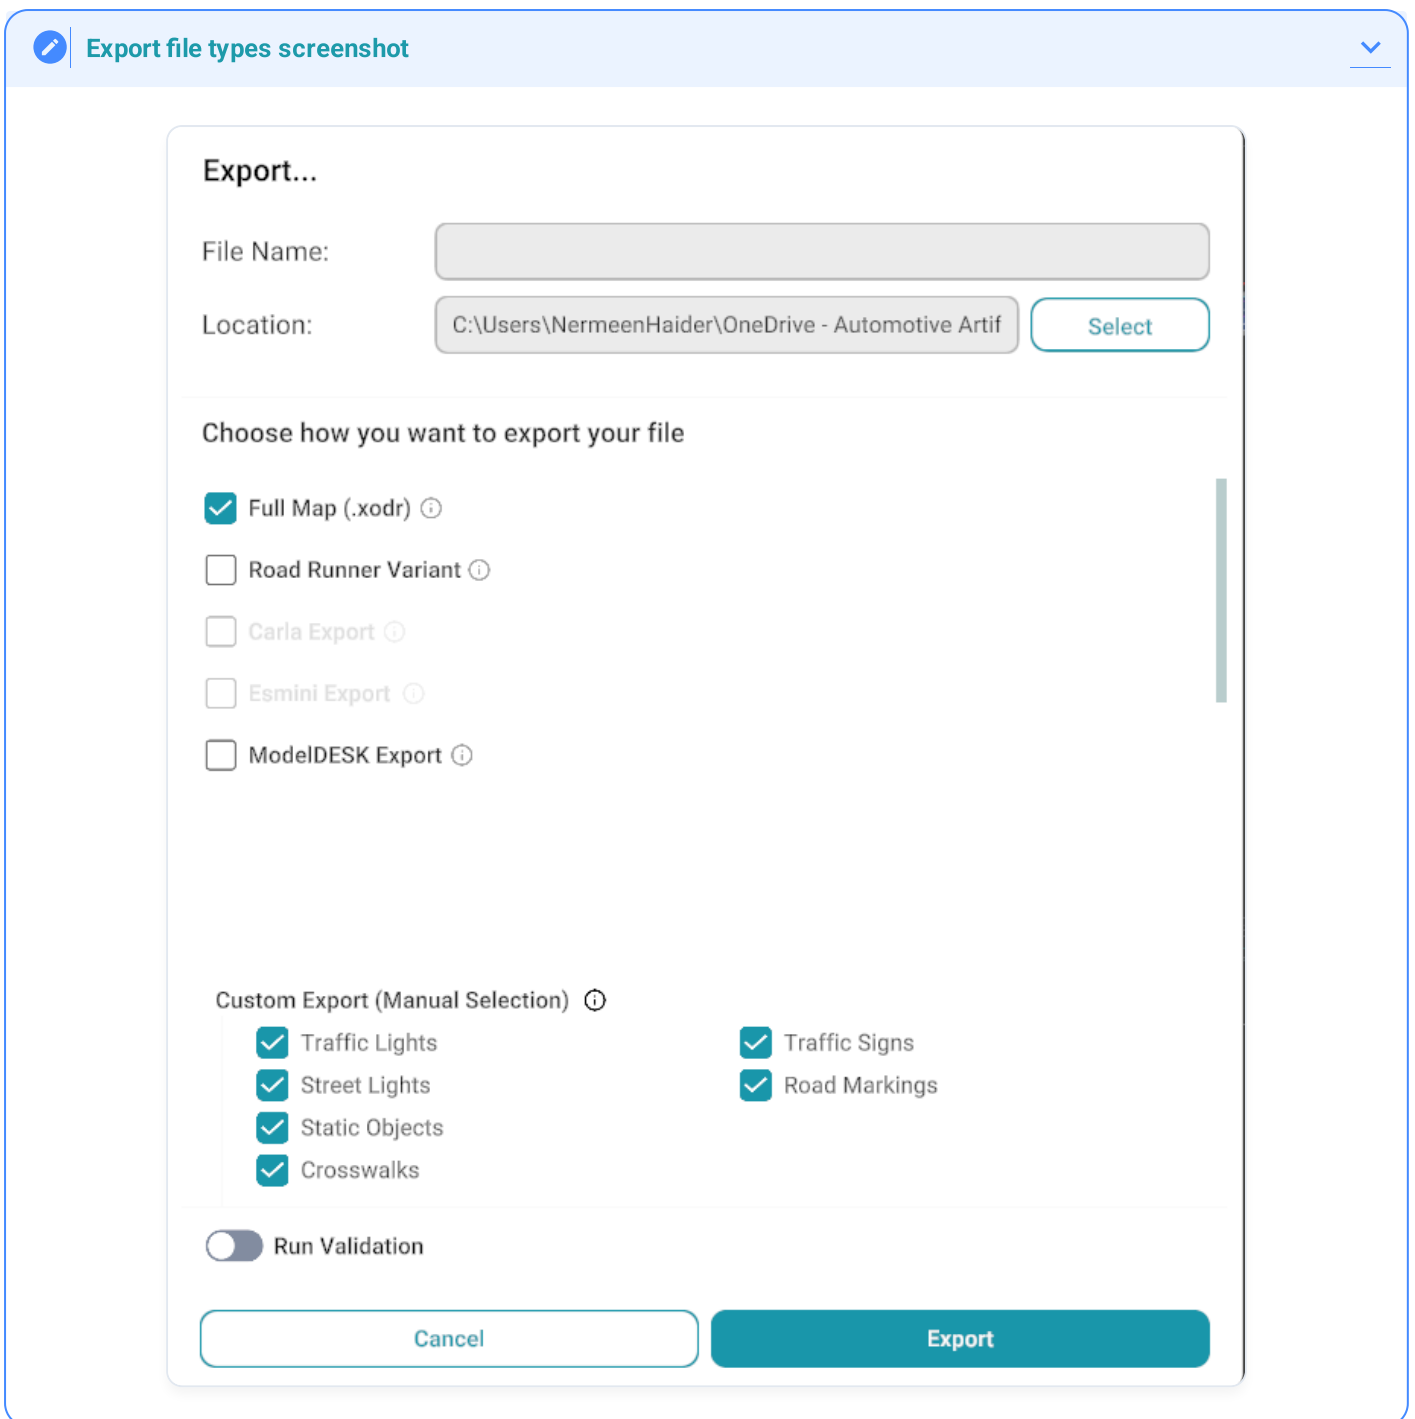 Export file types screenshot
Export...
File Name:
Location: C:\Users\NermeenHaider\OneDrive - Automotive Artif Select
Choose how you want to export your file
Full Map (.xodr)
Road Runner Variant
Carla Export
Esmini Export
ModelDESK Export
Custom Export (Manual Selection)
Traffic Lights Traffic Signs
Street Lights Road Markings
Static Objects
Crosswalks
Run Validation
Cancel Export